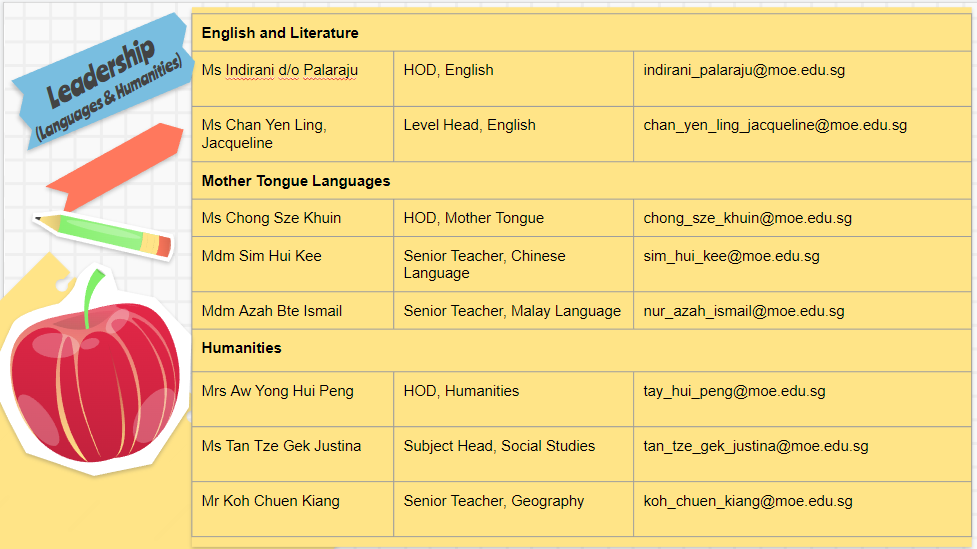 Leadership
(Languages & Humanities)
English and Literature
Ms Indirani d/o Palaraju HOD, English indirani_palaraju@moe.edu.sg
Ms Chan Yen Ling, Level Head, English chan_yen_ling_jacqueline@moe.edu.sg
Jacqueline
Mother Tongue Languages
Ms Chong Sze Khuin HOD, Mother Tongue chong_sze_khuin@moe.edu.sg
Mdm Sim Hui Kee Senior Teacher, Chinese sim_hui_kee@moe.edu.sg
Language
Mdm Azah Bte Ismail Senior Teacher, Malay Language nur_azah_ismail@moe.edu.sg
Humanities
Mrs Aw Yong Hui Peng HOD, Humanities tay_hui_peng@moe.edu.sg
Ms Tan Tze Gek Justina Subject Head, Social Studies tan_tze_gek_justina@moe.edu.sg
Mr Koh Chuen Kiang Senior Teacher, Geography koh_chuen_kiang@moe.edu.sg